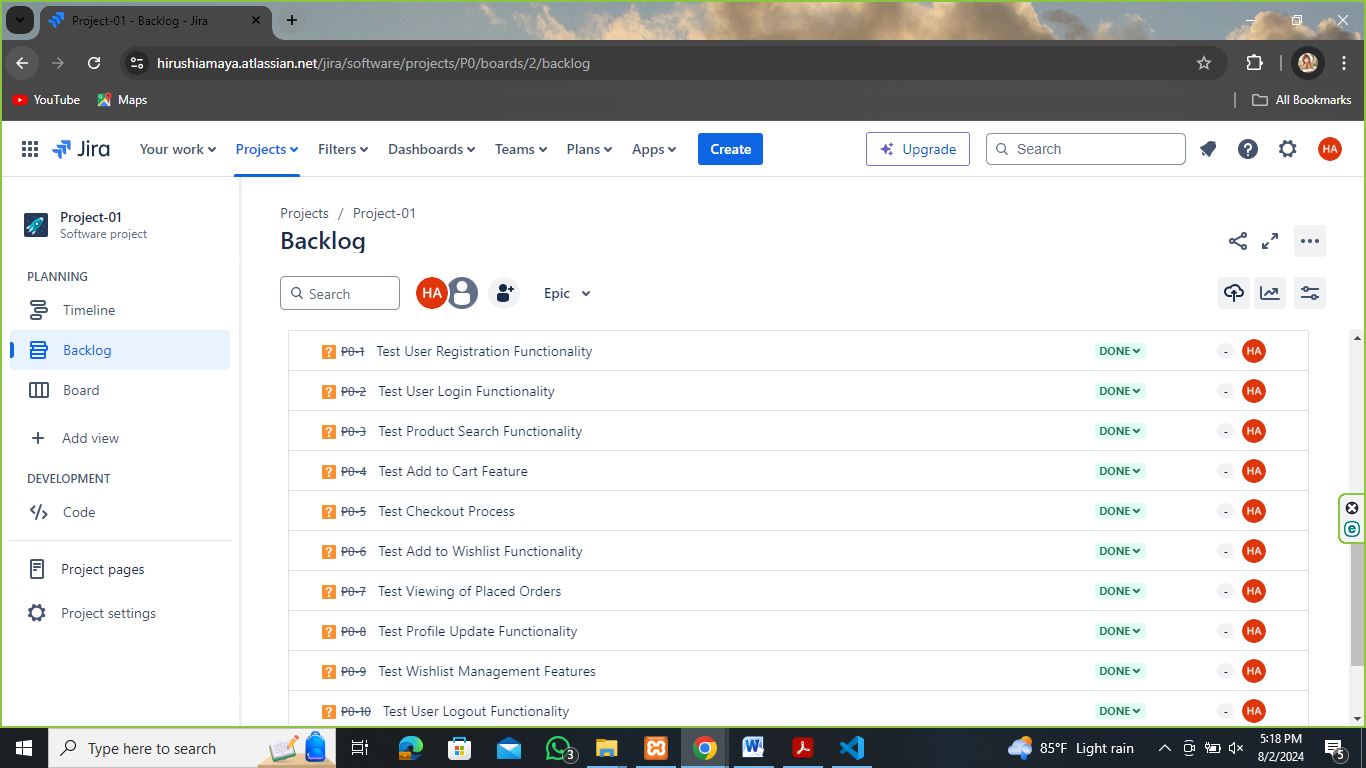 Project-01 - Backlog - Jira
hirushiamaya.atlassian.net/jira/software/projects/P0/boards/2/backlog
YouTube Maps All Bookmarks
Jira Your work Projects Filters Dashboards Teams Plans Apps Create Upgrade Search HA
Project-01
Software project
PLANNING
Timeline
Backlog
Board
Add view
DEVELOPMENT
Code
Project pages
Project settings
Projects / Project-01
Backlog
Search HA Epic
P0-1 Test User Registration Functionality DONE - HA
P0-2 Test User Login Functionality DONE - HA
P0-3 Test Product Search Functionality DONE - HA
P0-4 Test Add to Cart Feature DONE - HA
P0-5 Test Checkout Process DONE - HA
P0-6 Test Add to Wishlist Functionality DONE - HA
P0-7 Test Viewing of Placed Orders DONE - HA
P0-8 Test Profile Update Functionality DONE - HA
P0-9 Test Wishlist Management Features DONE - HA
P0-10 Test User Logout Functionality DONE - HA
Type here to search 3 85°F Light rain 5:18 PM
8/2/2024 5